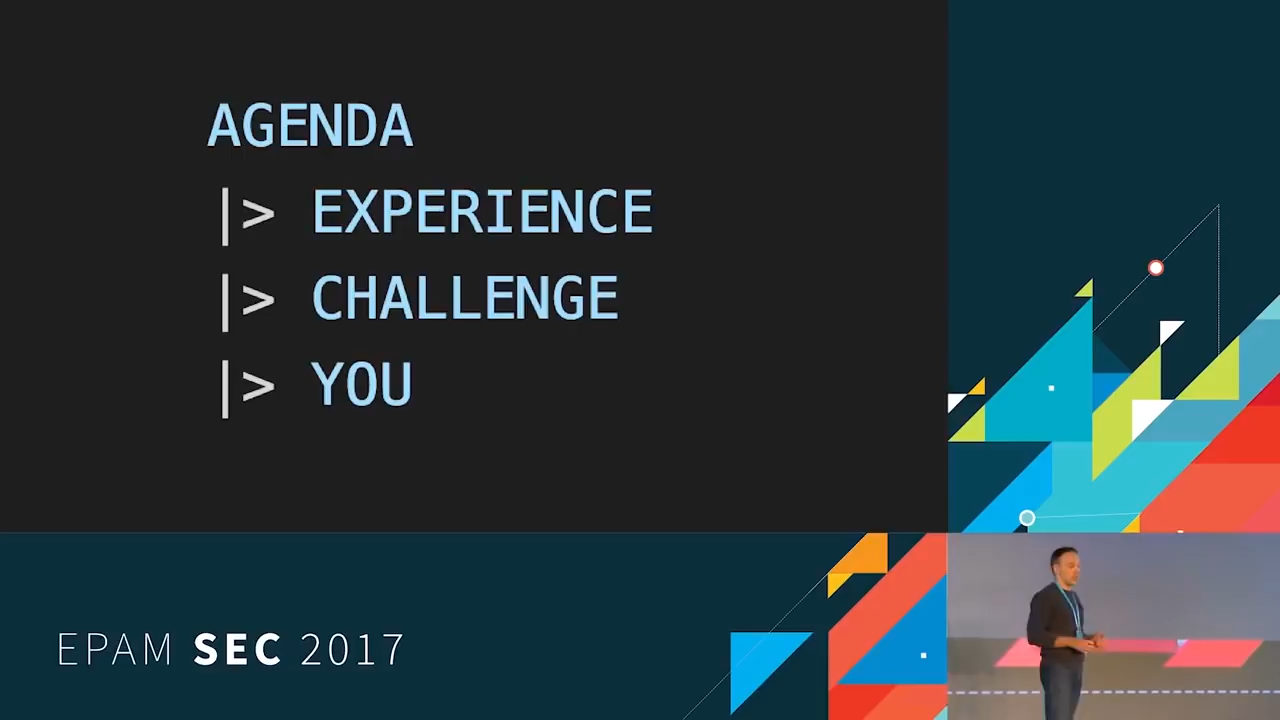 AGENDA
|> EXPERIENCE
|> CHALLENGE
|> YOU
EPAM SEC 2017